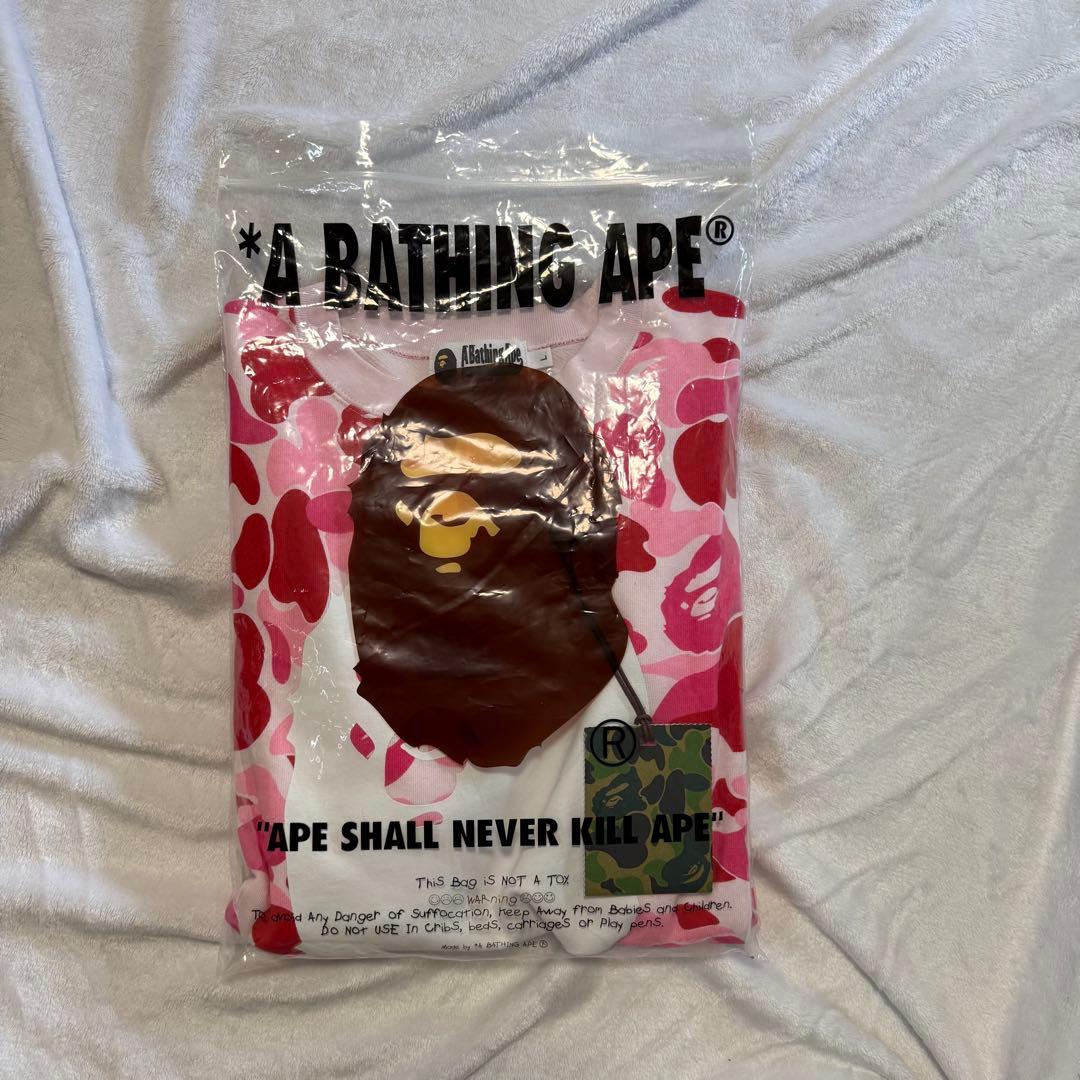 *A BATHING APE®
A Bathing Ape
L
®
"APE SHALL NEVER KILL APE"
THiS Bag iS NOT A TOY.
WARning
To avoid Any Danger of Suffocation, Keep Away from Babies and Children.
DO NOT USE In Cribs, beds, carriages or Play pens.
Made by *A BATHING APE®